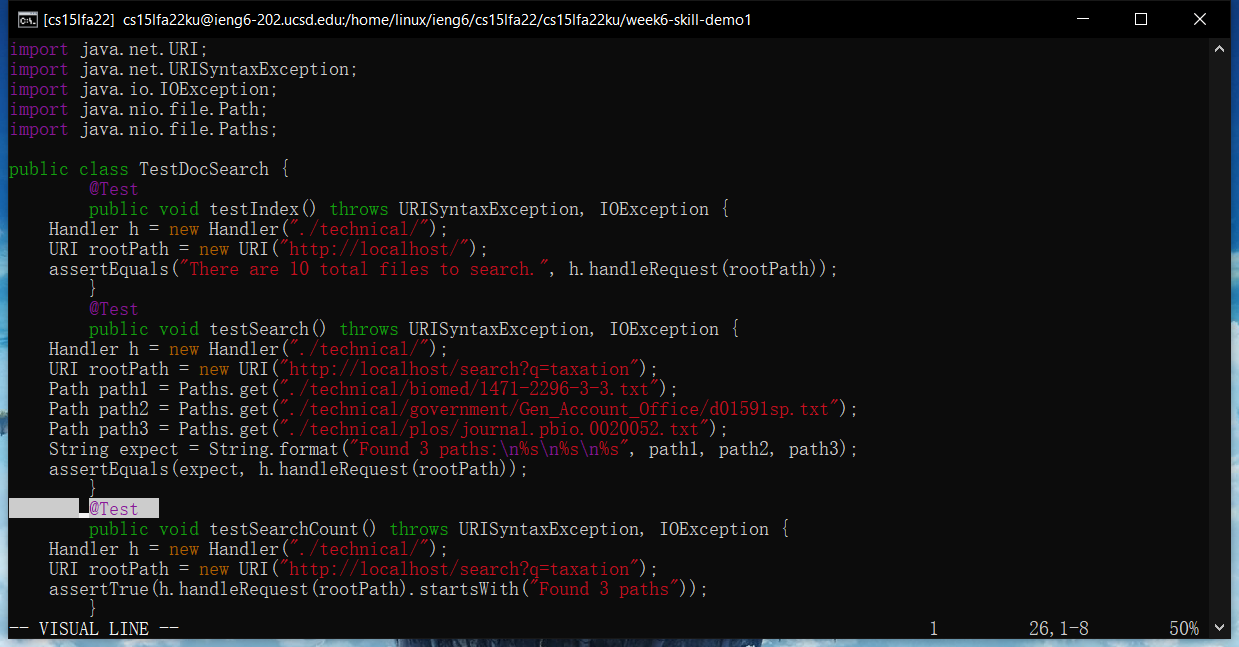 [cs15lfa22] cs15lfa22ku@ieng6-202.ucsd.edu:/home/linux/ieng6/cs15lfa22/cs15lfa22ku/week6-skill-demo1
import java.net.URI;
import java.net.URISyntaxException;
import java.io.IOException;
import java.nio.file.Path;
import java.nio.file.Paths;
public class TestDocSearch {
@Test
public void testIndex() throws URISyntaxException, IOException {
Handler h = new Handler("./technical/");
URI rootPath = new URI("http://localhost/");
assertEquals("There are 10 total files to search.", h.handleRequest(rootPath));
}
@Test
public void testSearch() throws URISyntaxException, IOException {
Handler h = new Handler("./technical/");
URI rootPath = new URI("http://localhost/search?q=taxation");
Path path1 = Paths.get("./technical/biomed/1471-2296-3-3.txt");
Path path2 = Paths.get("./technical/government/Gen_Account_Office/d01591sp.txt");
Path path3 = Paths.get("./technical/plos/journal.pbio.0020052.txt");
String expect = String.format("Found 3 paths:\n%s\n%s\n%s", path1, path2, path3);
assertEquals(expect, h.handleRequest(rootPath));
}
@Test
public void testSearchCount() throws URISyntaxException, IOException {
Handler h = new Handler("./technical/");
URI rootPath = new URI("http://localhost/search?q=taxation");
assertTrue(h.handleRequest(rootPath).startsWith("Found 3 paths"));
}
-- VISUAL LINE -- 1 26,1-8 50%